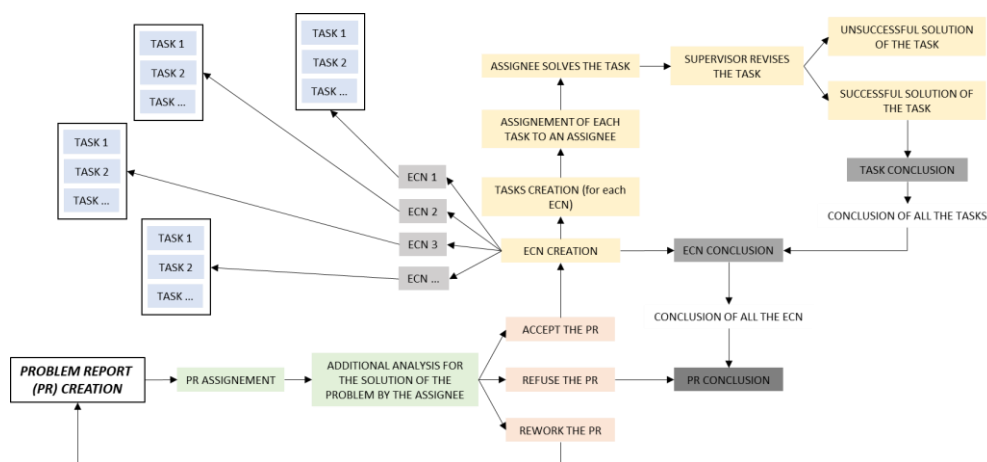 TASK 1
TASK 2
TASK ...
TASK 1
TASK 2
TASK ...
TASK 1
TASK 2
TASK ...
TASK 1
TASK 2
TASK ...
ECN 1
ECN 2
ECN 3
ECN ...
ASSIGNEE SOLVES THE TASK
SUPERVISOR REVISES
THE TASK
UNSUCCESSFUL SOLUTION
OF THE TASK
SUCCESSFUL SOLUTION OF
THE TASK
ASSIGNEMENT OF EACH
TASK TO AN ASSIGNEE
TASK CONCLUSION
TASKS CREATION (for each
ECN)
CONCLUSION OF ALL THE TASKS
ECN CREATION
ECN CONCLUSION
CONCLUSION OF ALL THE ECN
ACCEPT THE PR
PROBLEM REPORT
(PR) CREATION
PR ASSIGNEMENT
ADDITIONAL ANALYSIS FOR
THE SOLUTION OF THE
PROBLEM BY THE ASSIGNEE
REFUSE THE PR
PR CONCLUSION
REWORK THE PR